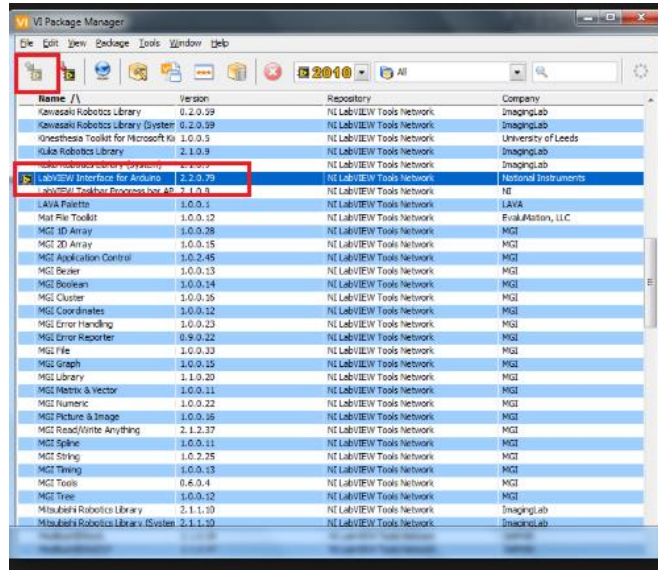 VI Package Manager
File Edit View Package Tools Window Help
2010 All
Name /\ Version Repository Company
Kawasaki Robotics Library 0.2.0.59 NI LabVIEW Tools Network ImagingLab
Kawasaki Robotics Library (System 0.2.0.59 NI LabVIEW Tools Network ImagingLab
Kinesthesia Toolkit for Microsoft Ki 1.0.0.5 NI LabVIEW Tools Network University of Leeds
Kuka Robotics Library 2.1.0.9 NI LabVIEW Tools Network ImagingLab
NI LabVIEW Tools Network ImagingLab
LabVIEW Interface for Arduino 2.2.0.79 NI LabVIEW Tools Network National Instruments
LabVIEW Taskbar Progress bar AP 2.1.0.9 NI LabVIEW Tools Network NI
LAVA Palette 1.0.0.1 NI LabVIEW Tools Network LAVA
Mat File Toolkit 1.0.0.12 NI LabVIEW Tools Network EvaluMation, LLC
MGI 1D Array 1.0.0.28 NI LabVIEW Tools Network MGI
MGI 2D Array 1.0.0.15 NI LabVIEW Tools Network MGI
MGI Application Control 1.0.2.45 NI LabVIEW Tools Network MGI
MGI Bezier 1.0.0.13 NI LabVIEW Tools Network MGI
MGI Boolean 1.0.0.14 NI LabVIEW Tools Network MGI
MGI Cluster 1.0.0.16 NI LabVIEW Tools Network MGI
MGI Coordinates 1.0.0.12 NI LabVIEW Tools Network MGI
MGI Error Handling 1.0.0.23 NI LabVIEW Tools Network MGI
MGI Error Reporter 0.9.0.22 NI LabVIEW Tools Network MGI
MGI File 1.0.0.33 NI LabVIEW Tools Network MGI
MGI Graph 1.0.0.15 NI LabVIEW Tools Network MGI
MGI Library 1.1.0.20 NI LabVIEW Tools Network MGI
MGI Matrix & Vector 1.0.0.11 NI LabVIEW Tools Network MGI
MGI Numeric 1.0.0.22 NI LabVIEW Tools Network MGI
MGI Picture & Image 1.0.0.16 NI LabVIEW Tools Network MGI
MGI Read/Write Anything 2.1.2.37 NI LabVIEW Tools Network MGI
MGI Spline 1.0.0.11 NI LabVIEW Tools Network MGI
MGI String 1.0.2.25 NI LabVIEW Tools Network MGI
MGI Timing 1.0.0.13 NI LabVIEW Tools Network MGI
MGI Tools 0.6.0.4 NI LabVIEW Tools Network MGI
MGI Tree 1.0.0.12 NI LabVIEW Tools Network MGI
Mitsubishi Robotics Library 2.1.1.10 NI LabVIEW Tools Network ImagingLab
Mitsubishi Robotics Library (System 2.1.1.10 NI LabVIEW Tools Network ImagingLab